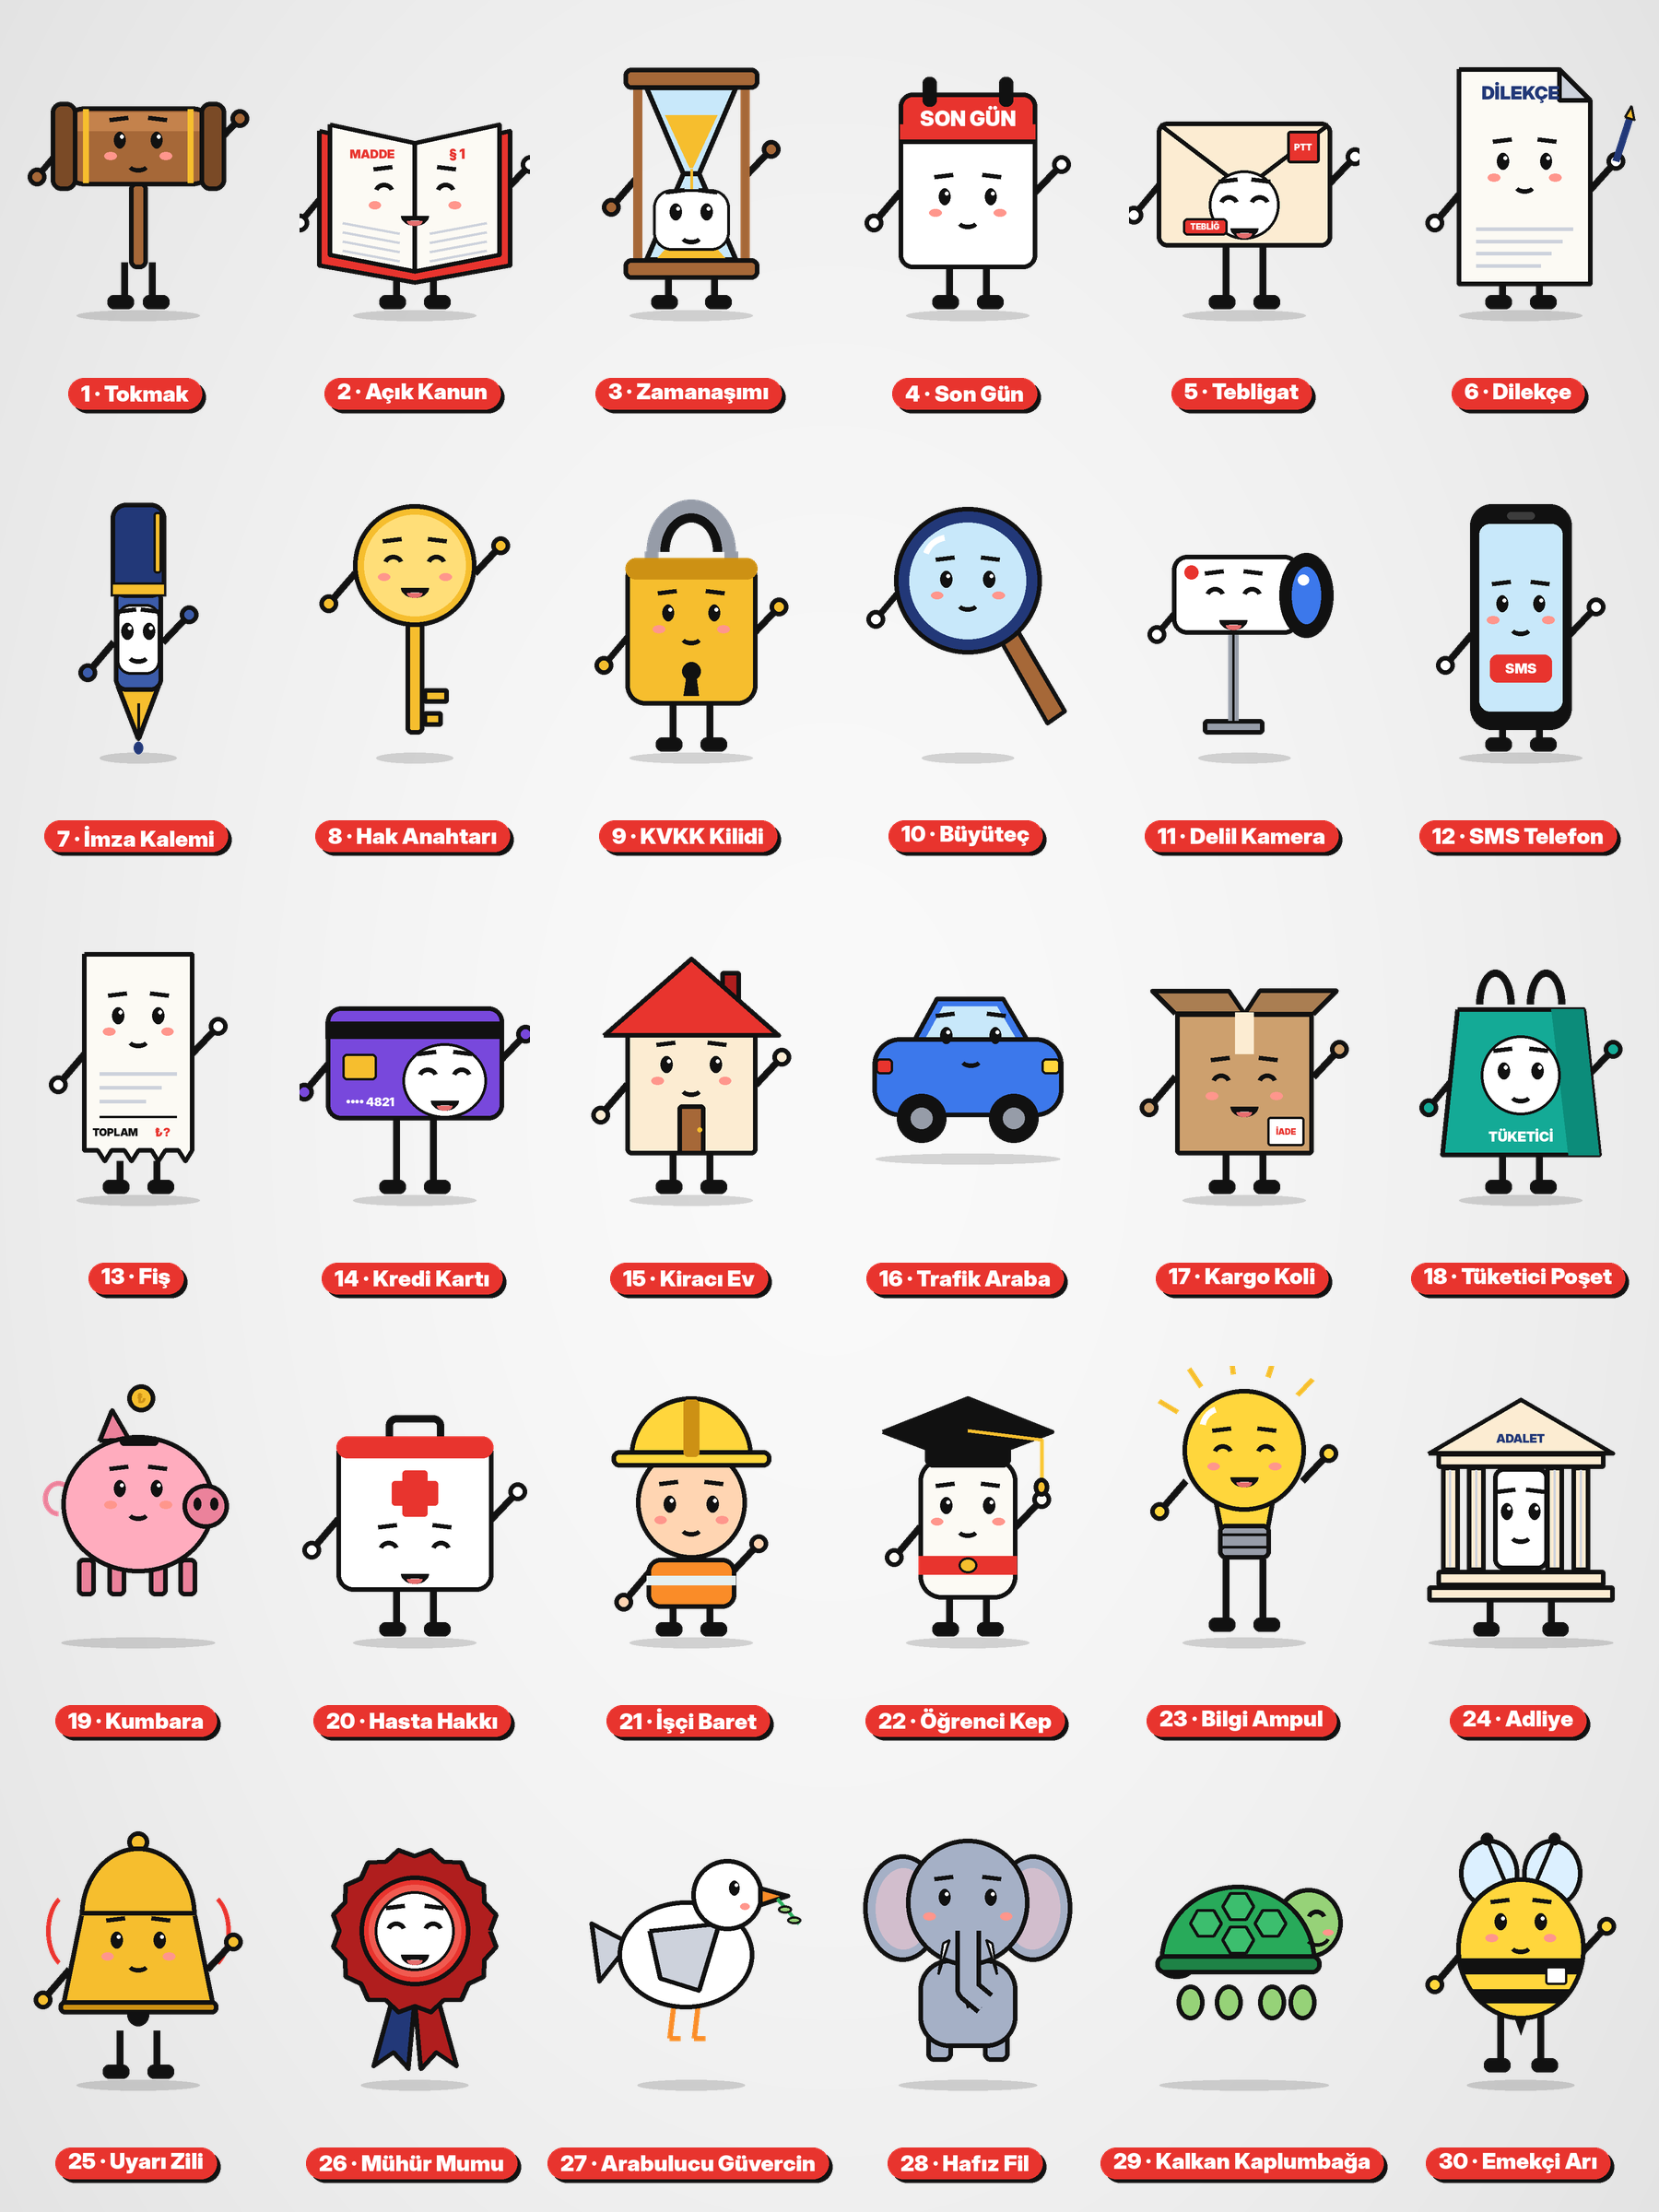 SON GÜN
DİLEKÇE
MADDE
§1
PTT
TEBLİĞ
1 · Tokmak
2 · Açık Kanun
3 · Zamanaşımı
4 · Son Gün
5 · Tebligat
6 · Dilekçe
SMS
7 · İmza Kalemi
8 · Hak Anahtarı
9 · KVKK Kilidi
10 · Büyüteç
11 · Delil Kamera
12 · SMS Telefon
TOPLAM ₺?
•••• 4821
İADE
TÜKETİCİ
13 · Fiş
14 · Kredi Kartı
15 · Kiracı Ev
16 · Trafik Araba
17 · Kargo Koli
18 · Tüketici Poşet
₺
ADALET
19 · Kumbara
20 · Hasta Hakkı
21 · İşçi Baret
22 · Öğrenci Kep
23 · Bilgi Ampul
24 · Adliye
25 · Uyarı Zili
26 · Mühür Mumu
27 · Arabulucu Güvercin
28 · Hafız Fil
29 · Kalkan Kaplumbağa
30 · Emekçi Arı